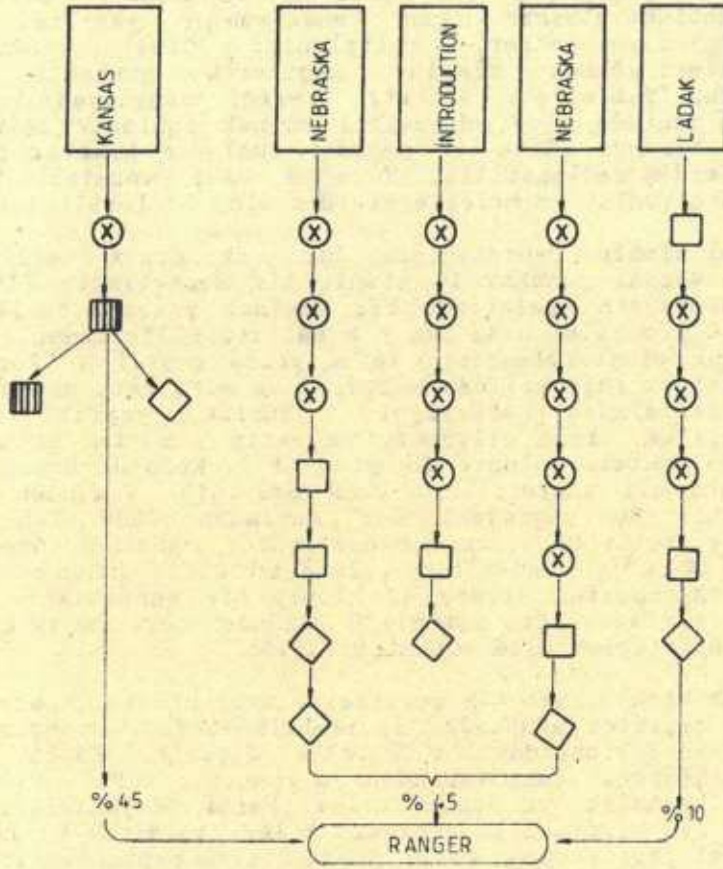 KANSAS
NEBRASKA
INTRODUCTION
NEBRASKA
LADAK
X
X
X
X
X
X
X
X
X
X
X
X
X
X
% 45
% 45
% 10
RANGER